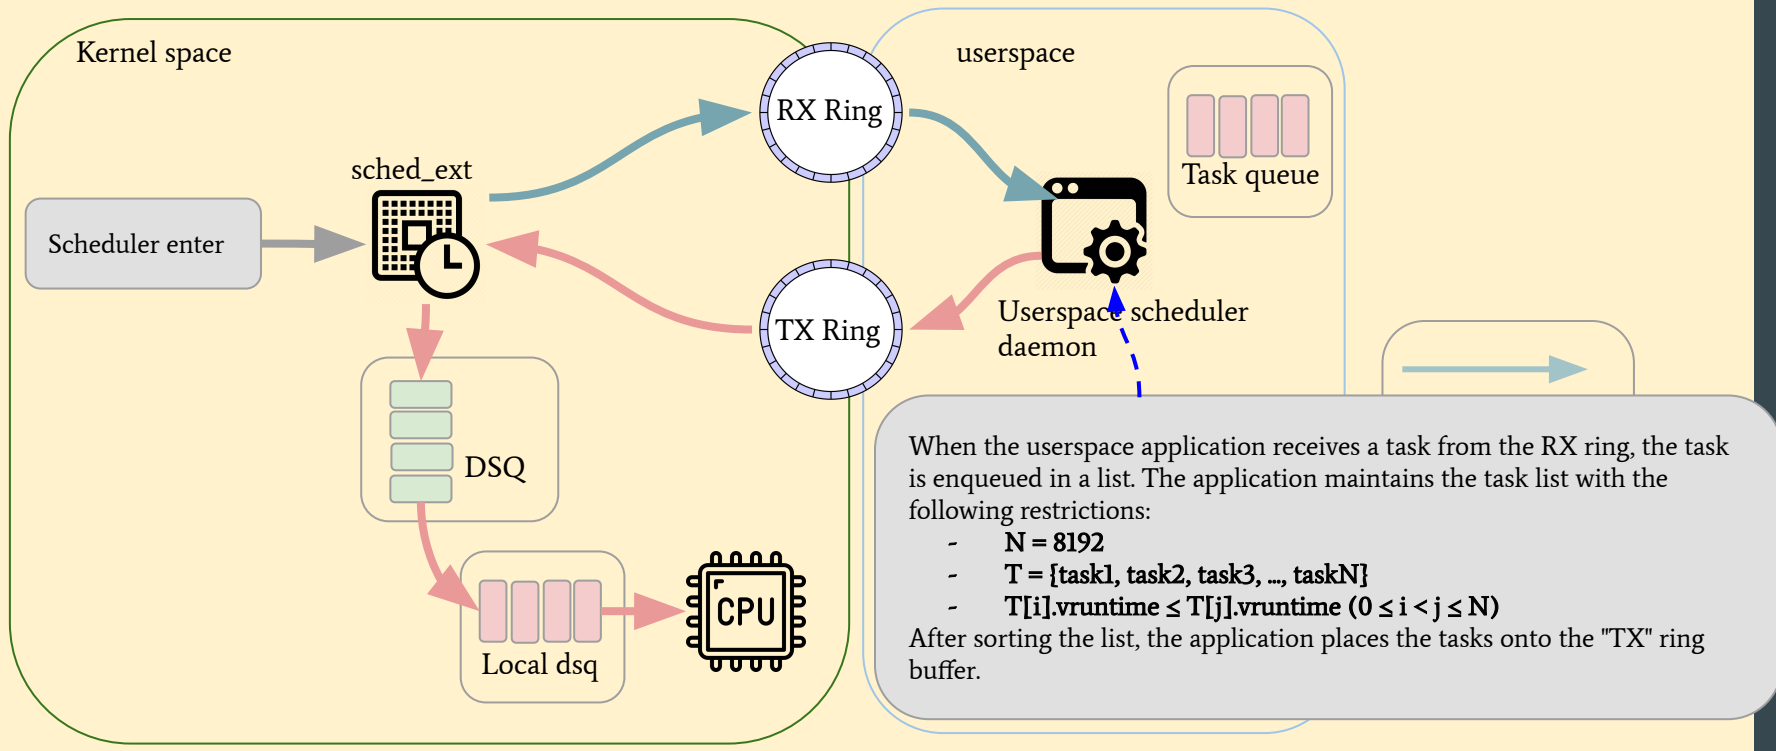 Kernel space
userspace
RX Ring
sched_ext
Task queue
Scheduler enter
Userspace scheduler
daemon
TX Ring
DSQ
Local dsq
CPU
When the userspace application receives a task from the RX ring, the task
is enqueued in a list. The application maintains the task list with the
following restrictions:
- N = 8192
- T = {task1, task2, task3, ..., taskN}
- T[i].vruntime ≤ T[j].vruntime (0 ≤ i < j ≤ N)
After sorting the list, the application places the tasks onto the "TX" ring
buffer.